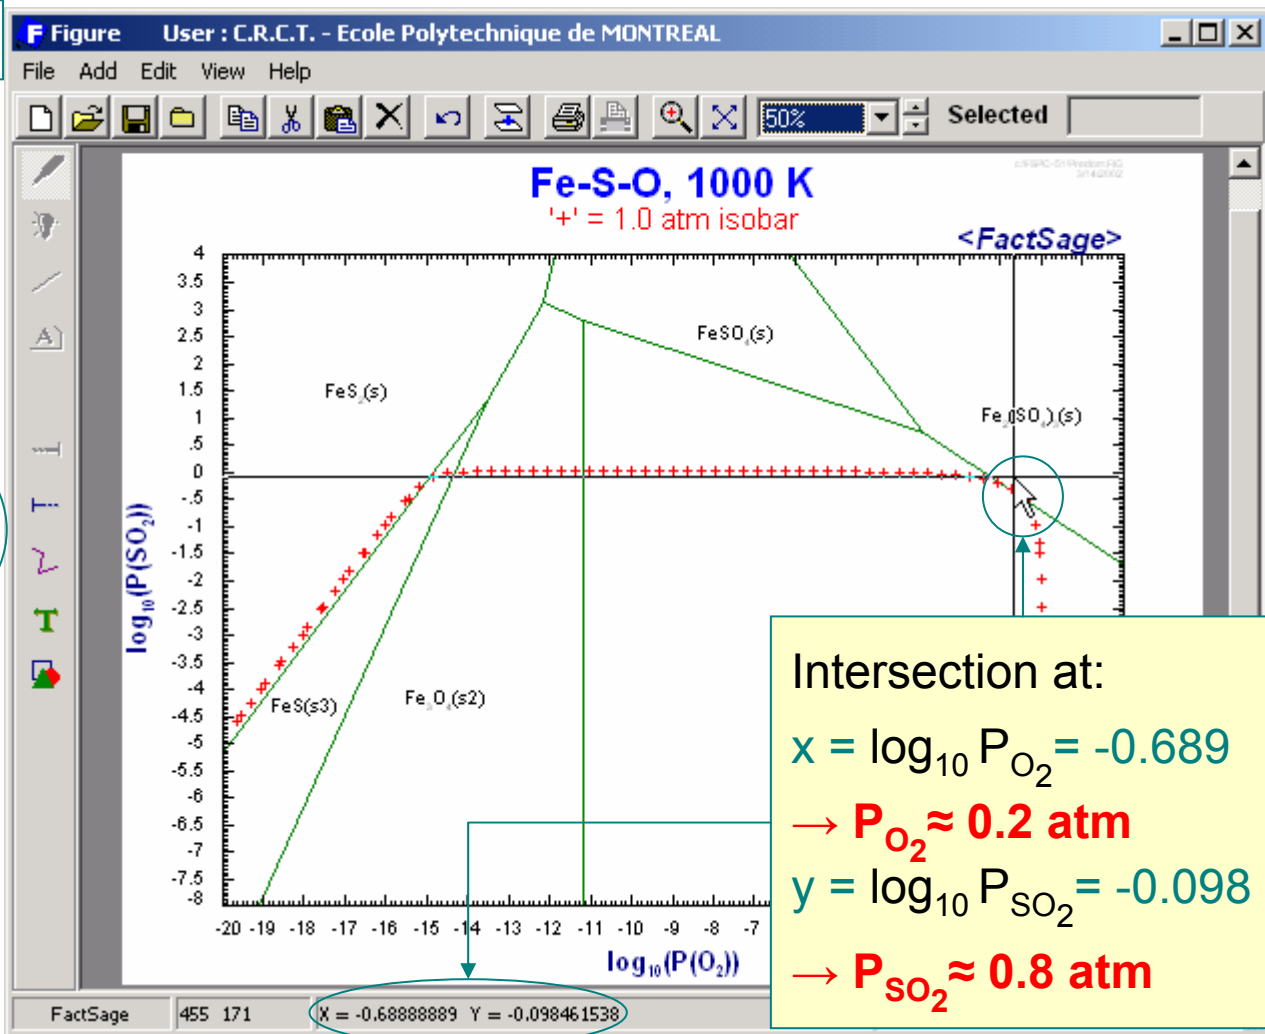 Figure User : C.R.C.T. - Ecole Polytechnique de MONTREAL
File Add Edit View Help
50% Selected
Fe-S-O, 1000 K
'+' = 1.0 atm isobar
<FactSage>
4
3.5
3
2.5
2
1.5
1
.5
0
-.5
-1
-1.5
-2
-2.5
-3
-3.5
-4
-4.5
-5
-5.5
-6
-6.5
-7
-7.5
-8
log₁₀(P(SO₂))
FeS₂(s)
FeSO₄(s)
Fe₂(SO₄)₃(s)
FeS(s3)
Fe₃O₄(s2)
-20 -19 -18 -17 -16 -15 -14 -13 -12 -11 -10 -9 -8 -7
log₁₀(P(O₂))
Intersection at:
x = log₁₀ P_O₂ = -0.689
→ P_O₂ ≈ 0.2 atm
y = log₁₀ P_SO₂ = -0.098
→ P_SO₂ ≈ 0.8 atm
FactSage 455 171 X = -0.68888889 Y = -0.098461538